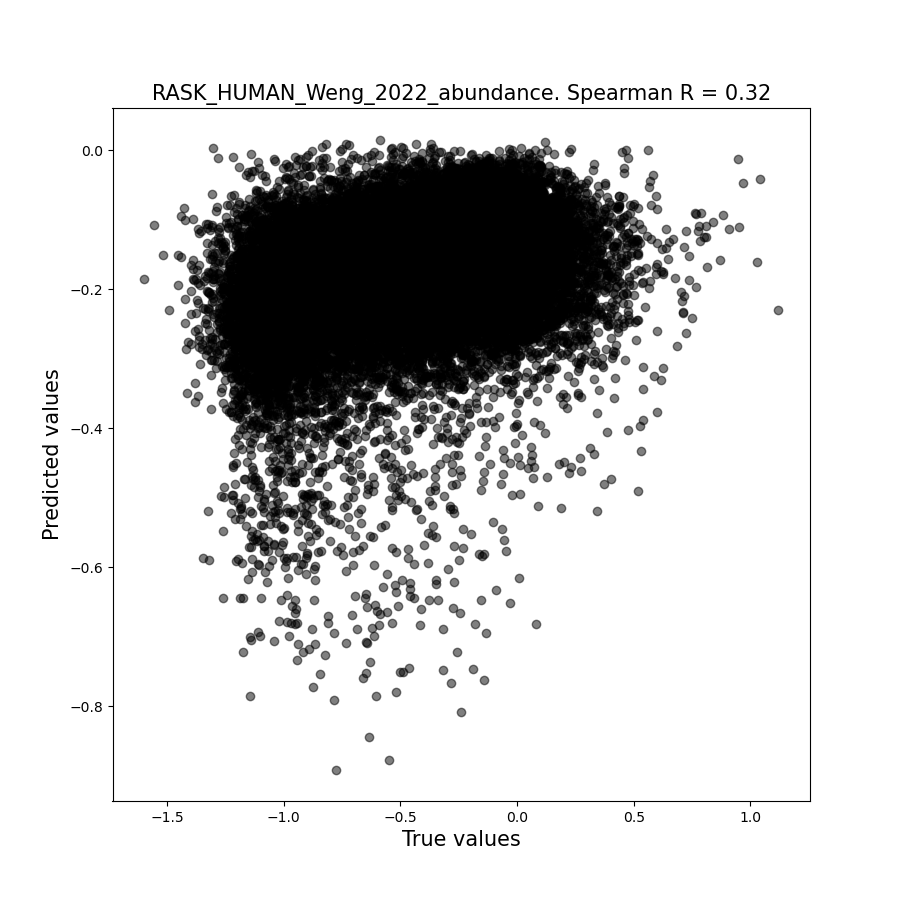 RASK_HUMAN_Weng_2022_abundance. Spearman R = 0.32
0.0
−0.2
−0.4
−0.6
−0.8
Predicted values
−1.5 −1.0 −0.5 0.0 0.5 1.0
True values